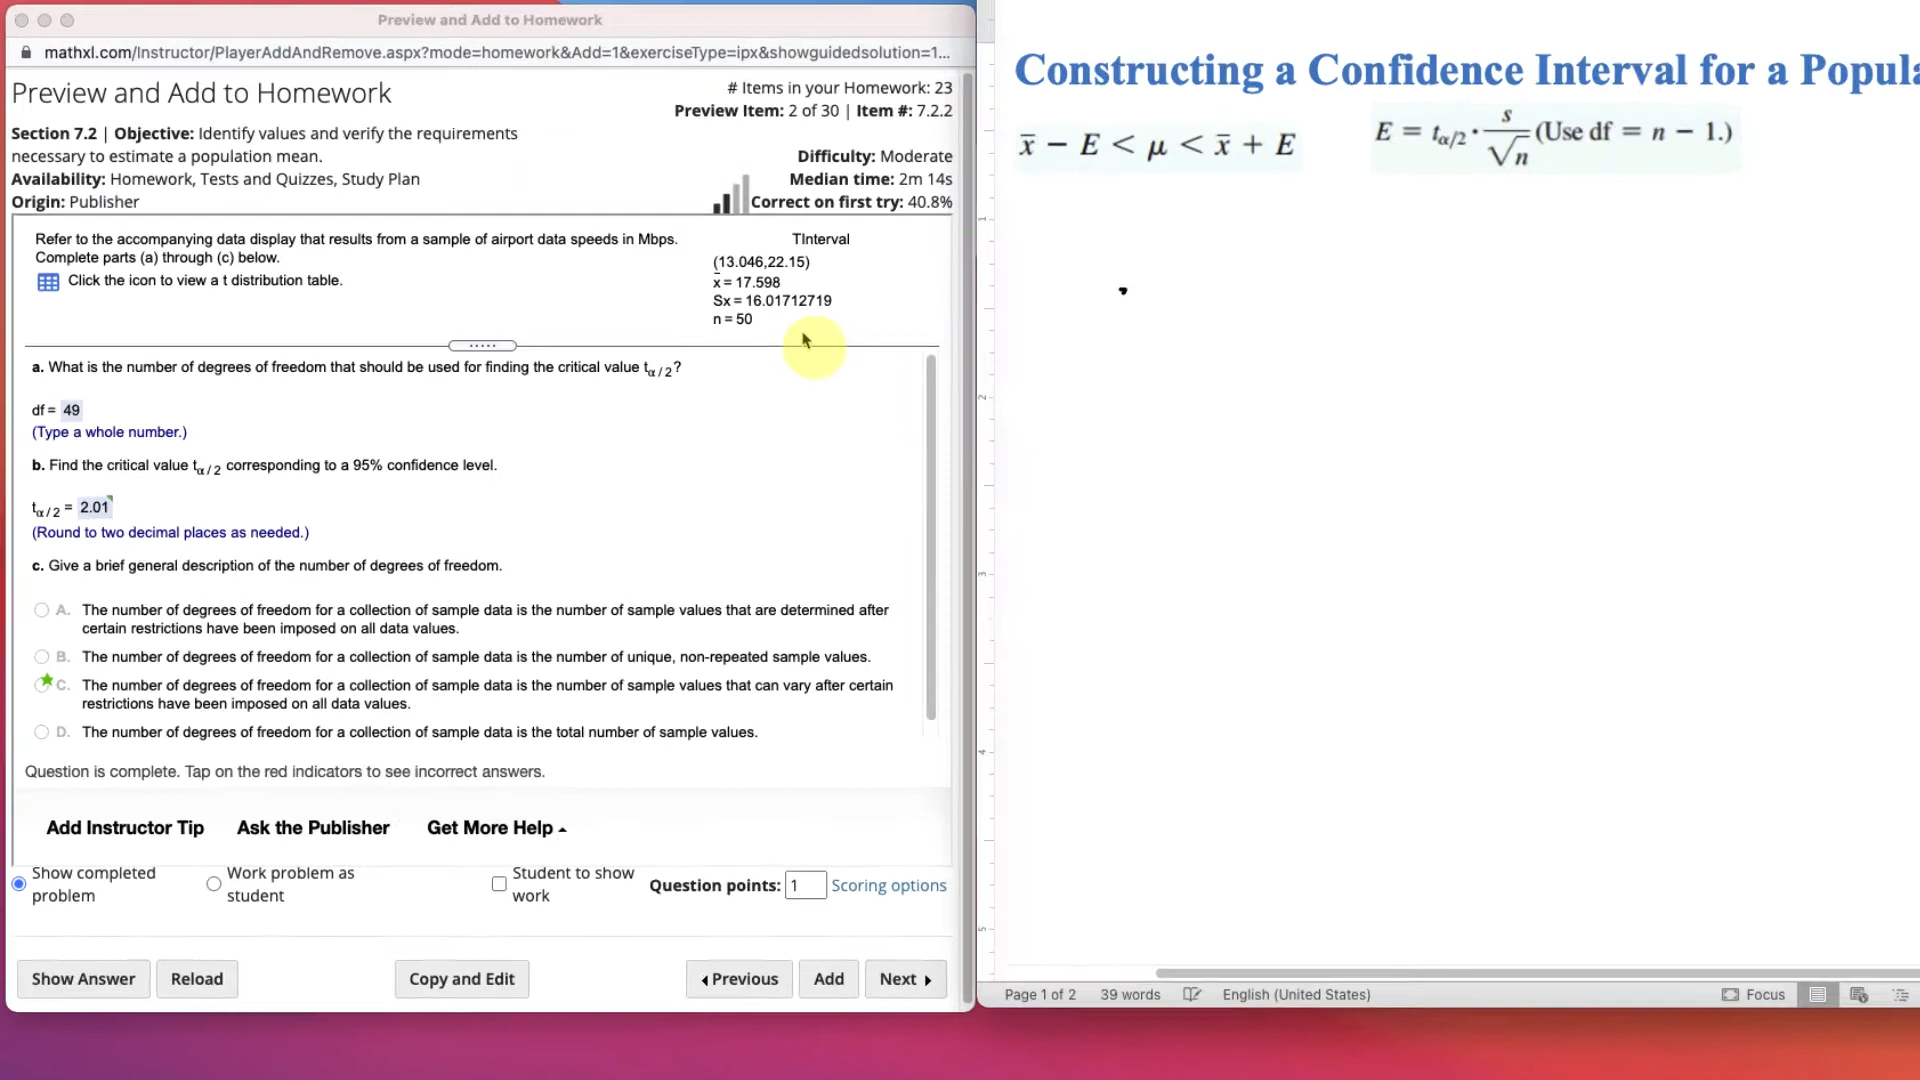 Preview and Add to Homework
mathxl.com/Instructor/PlayerAddAndRemove.aspx?mode=homework&Add=1&exerciseType=ipx&showguidedsolution=1...
Preview and Add to Homework
# Items in your Homework: 23
Preview Item: 2 of 30 | Item #: 7.2.2
Section 7.2 | Objective: Identify values and verify the requirements
necessary to estimate a population mean.
Difficulty: Moderate
Availability: Homework, Tests and Quizzes, Study Plan
Median time: 2m 14s
Origin: Publisher
Correct on first try: 40.8%
Refer to the accompanying data display that results from a sample of airport data speeds in Mbps.
Complete parts (a) through (c) below.
Click the icon to view a t distribution table.
TInterval
(13.046,22.15)
x̄ = 17.598
Sx = 16.01712719
n = 50
a. What is the number of degrees of freedom that should be used for finding the critical value tα/2?
df = 49
(Type a whole number.)
b. Find the critical value tα/2 corresponding to a 95% confidence level.
tα/2 = 2.01
(Round to two decimal places as needed.)
c. Give a brief general description of the number of degrees of freedom.
A. The number of degrees of freedom for a collection of sample data is the number of sample values that are determined after
certain restrictions have been imposed on all data values.
B. The number of degrees of freedom for a collection of sample data is the number of unique, non-repeated sample values.
C. The number of degrees of freedom for a collection of sample data is the number of sample values that can vary after certain
restrictions have been imposed on all data values.
D. The number of degrees of freedom for a collection of sample data is the total number of sample values.
Question is complete. Tap on the red indicators to see incorrect answers.
Add Instructor Tip Ask the Publisher Get More Help
Show completed
problem
Work problem as
student
Student to show
work
Question points: 1 Scoring options
Show Answer Reload Copy and Edit Previous Add Next
Constructing a Confidence Interval for a Popula
x̄ − E < μ < x̄ + E
E = tα/2 · s/√n (Use df = n − 1.)
1
2
3
4
5
Page 1 of 2 39 words English (United States) Focus